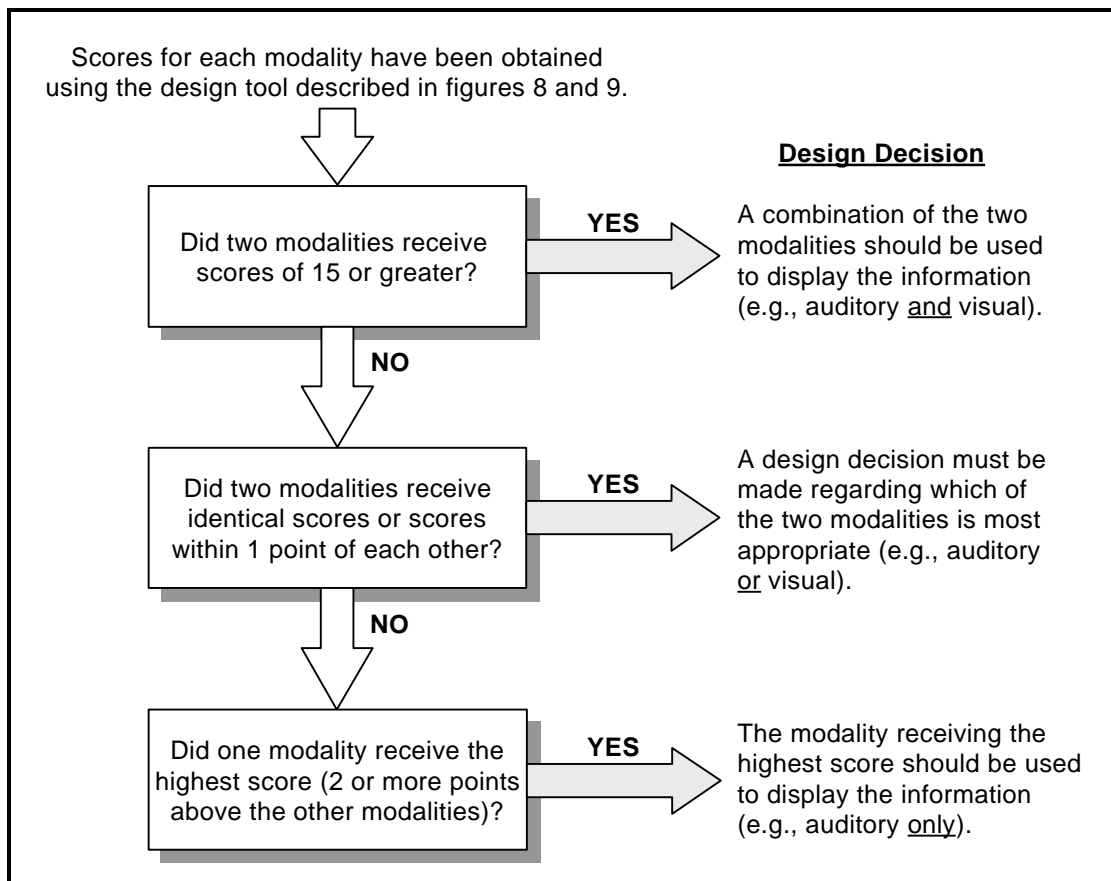 Scores for each modality have been obtained
using the design tool described in figures 8 and 9.
Design Decision
Did two modalities receive
scores of 15 or greater?
YES
A combination of the two
modalities should be used
to display the information
(e.g., auditory and visual).
NO
Did two modalities receive
identical scores or scores
within 1 point of each other?
YES
A design decision must be
made regarding which of
the two modalities is most
appropriate (e.g., auditory
or visual).
NO
Did one modality receive the
highest score (2 or more points
above the other modalities)?
YES
The modality receiving the
highest score should be used
to display the information
(e.g., auditory only).